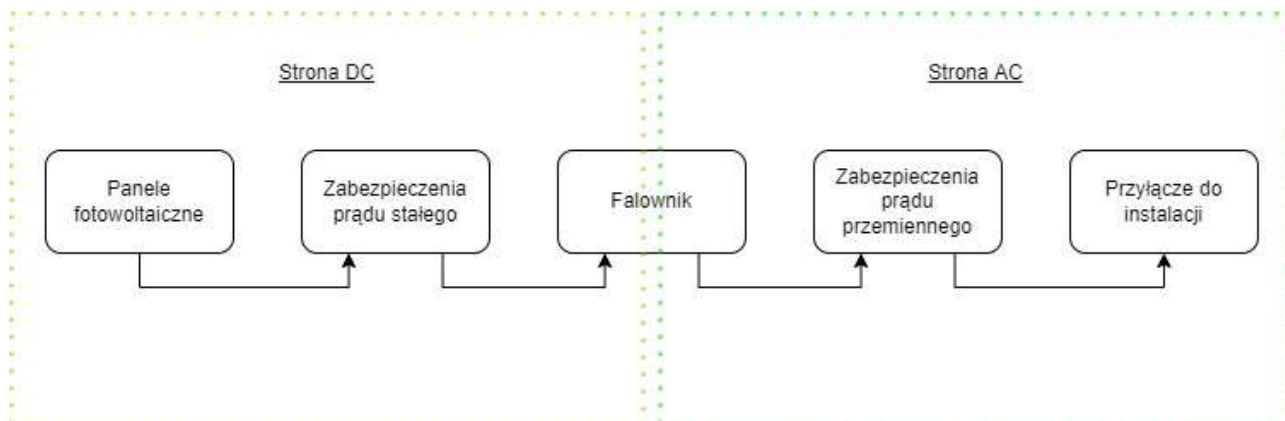 Strona DC
Strona AC
Panele
fotowoltaiczne
Zabezpieczenia
prądu stałego
Falownik
Zabezpieczenia
prądu
przemiennego
Przyłącze do
instalacji